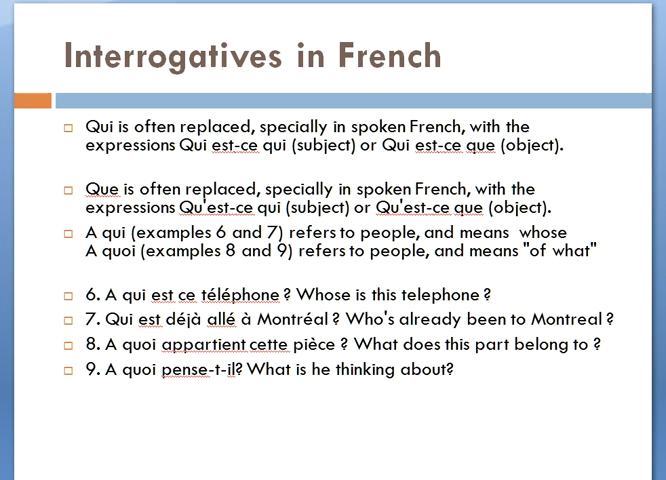 Interrogatives in French
Qui is often replaced, specially in spoken French, with the
expressions Qui est-ce qui (subject) or Qui est-ce que (object).
Que is often replaced, specially in spoken French, with the
expressions Qu'est-ce qui (subject) or Qu'est-ce que (object).
A qui (examples 6 and 7) refers to people, and means whose
A quoi (examples 8 and 9) refers to people, and means "of what"
6. A qui est ce téléphone ? Whose is this telephone ?
7. Qui est déjà allé à Montréal ? Who's already been to Montreal ?
8. A quoi appartient cette pièce ? What does this part belong to ?
9. A quoi pense-t-il? What is he thinking about?